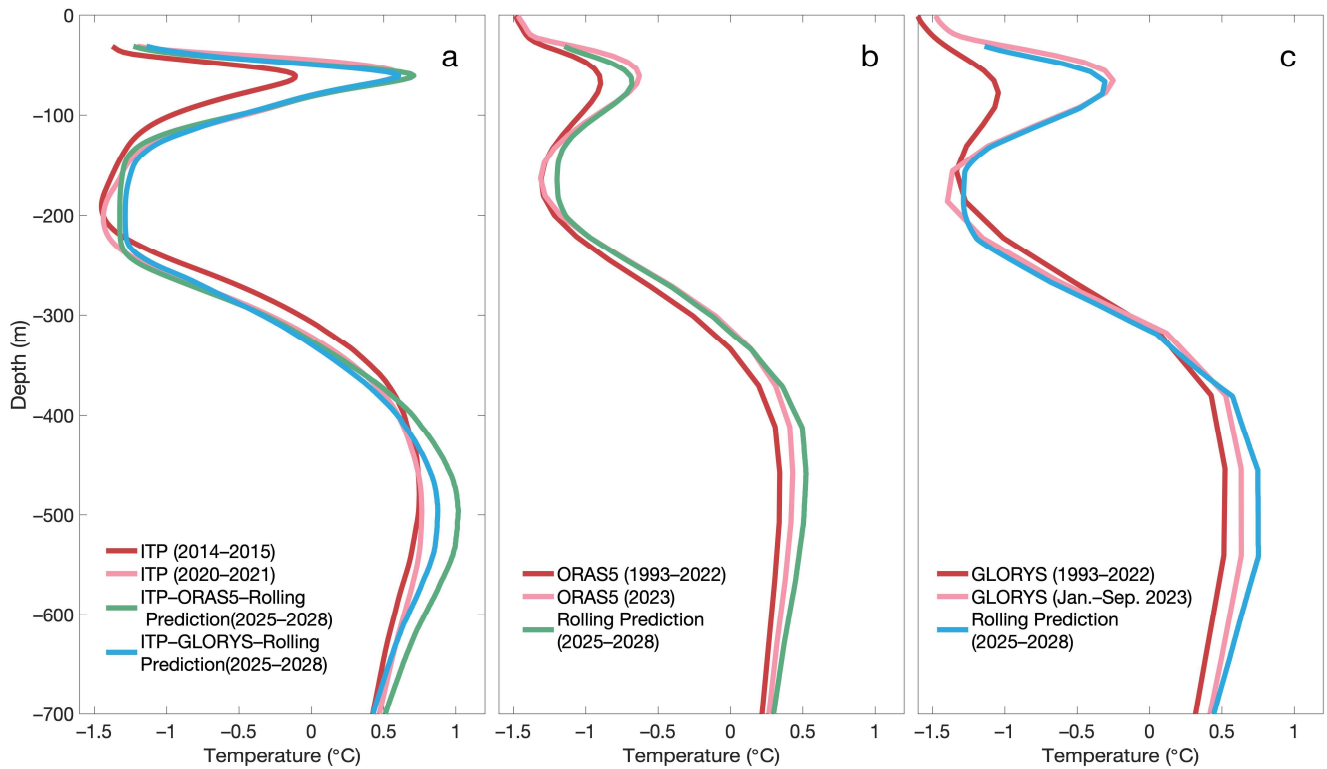 a
b
c
0
−100
−200
−300
−400
−500
−600
−700
Depth (m)
ITP (2014–2015)
ITP (2020–2021)
ITP–ORAS5–Rolling
Prediction(2025–2028)
ITP–GLORYS–Rolling
Prediction(2025–2028)
ORAS5 (1993–2022)
ORAS5 (2023)
Rolling Prediction
(2025–2028)
GLORYS (1993–2022)
GLORYS (Jan.–Sep. 2023)
Rolling Prediction
(2025–2028)
−1.5 −1 −0.5 0 0.5 1
−1.5 −1 −0.5 0 0.5 1
−1.5 −1 −0.5 0 0.5 1
Temperature (°C)
Temperature (°C)
Temperature (°C)